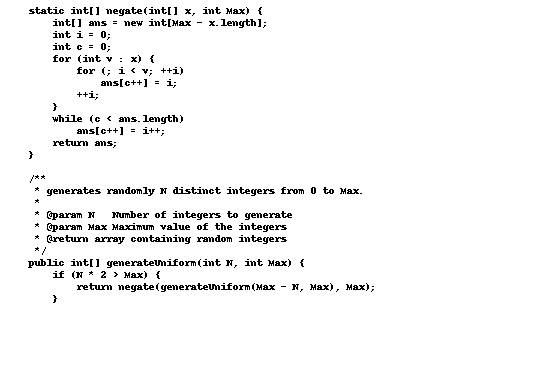 static int[] negate(int[] x, int Max) {
int[] ans = new int[Max - x.length];
int i = 0;
int c = 0;
for (int v : x) {
for (; i < v; ++i)
ans[c++] = i;
++i;
}
while (c < ans.length)
ans[c++] = i++;
return ans;
}
/**
* generates randomly N distinct integers from 0 to Max.
*
* @param N Number of integers to generate
* @param Max Maximum value of the integers
* @return array containing random integers
*/
public int[] generateUniform(int N, int Max) {
if (N * 2 > Max) {
return negate(generateUniform(Max - N, Max), Max);
}